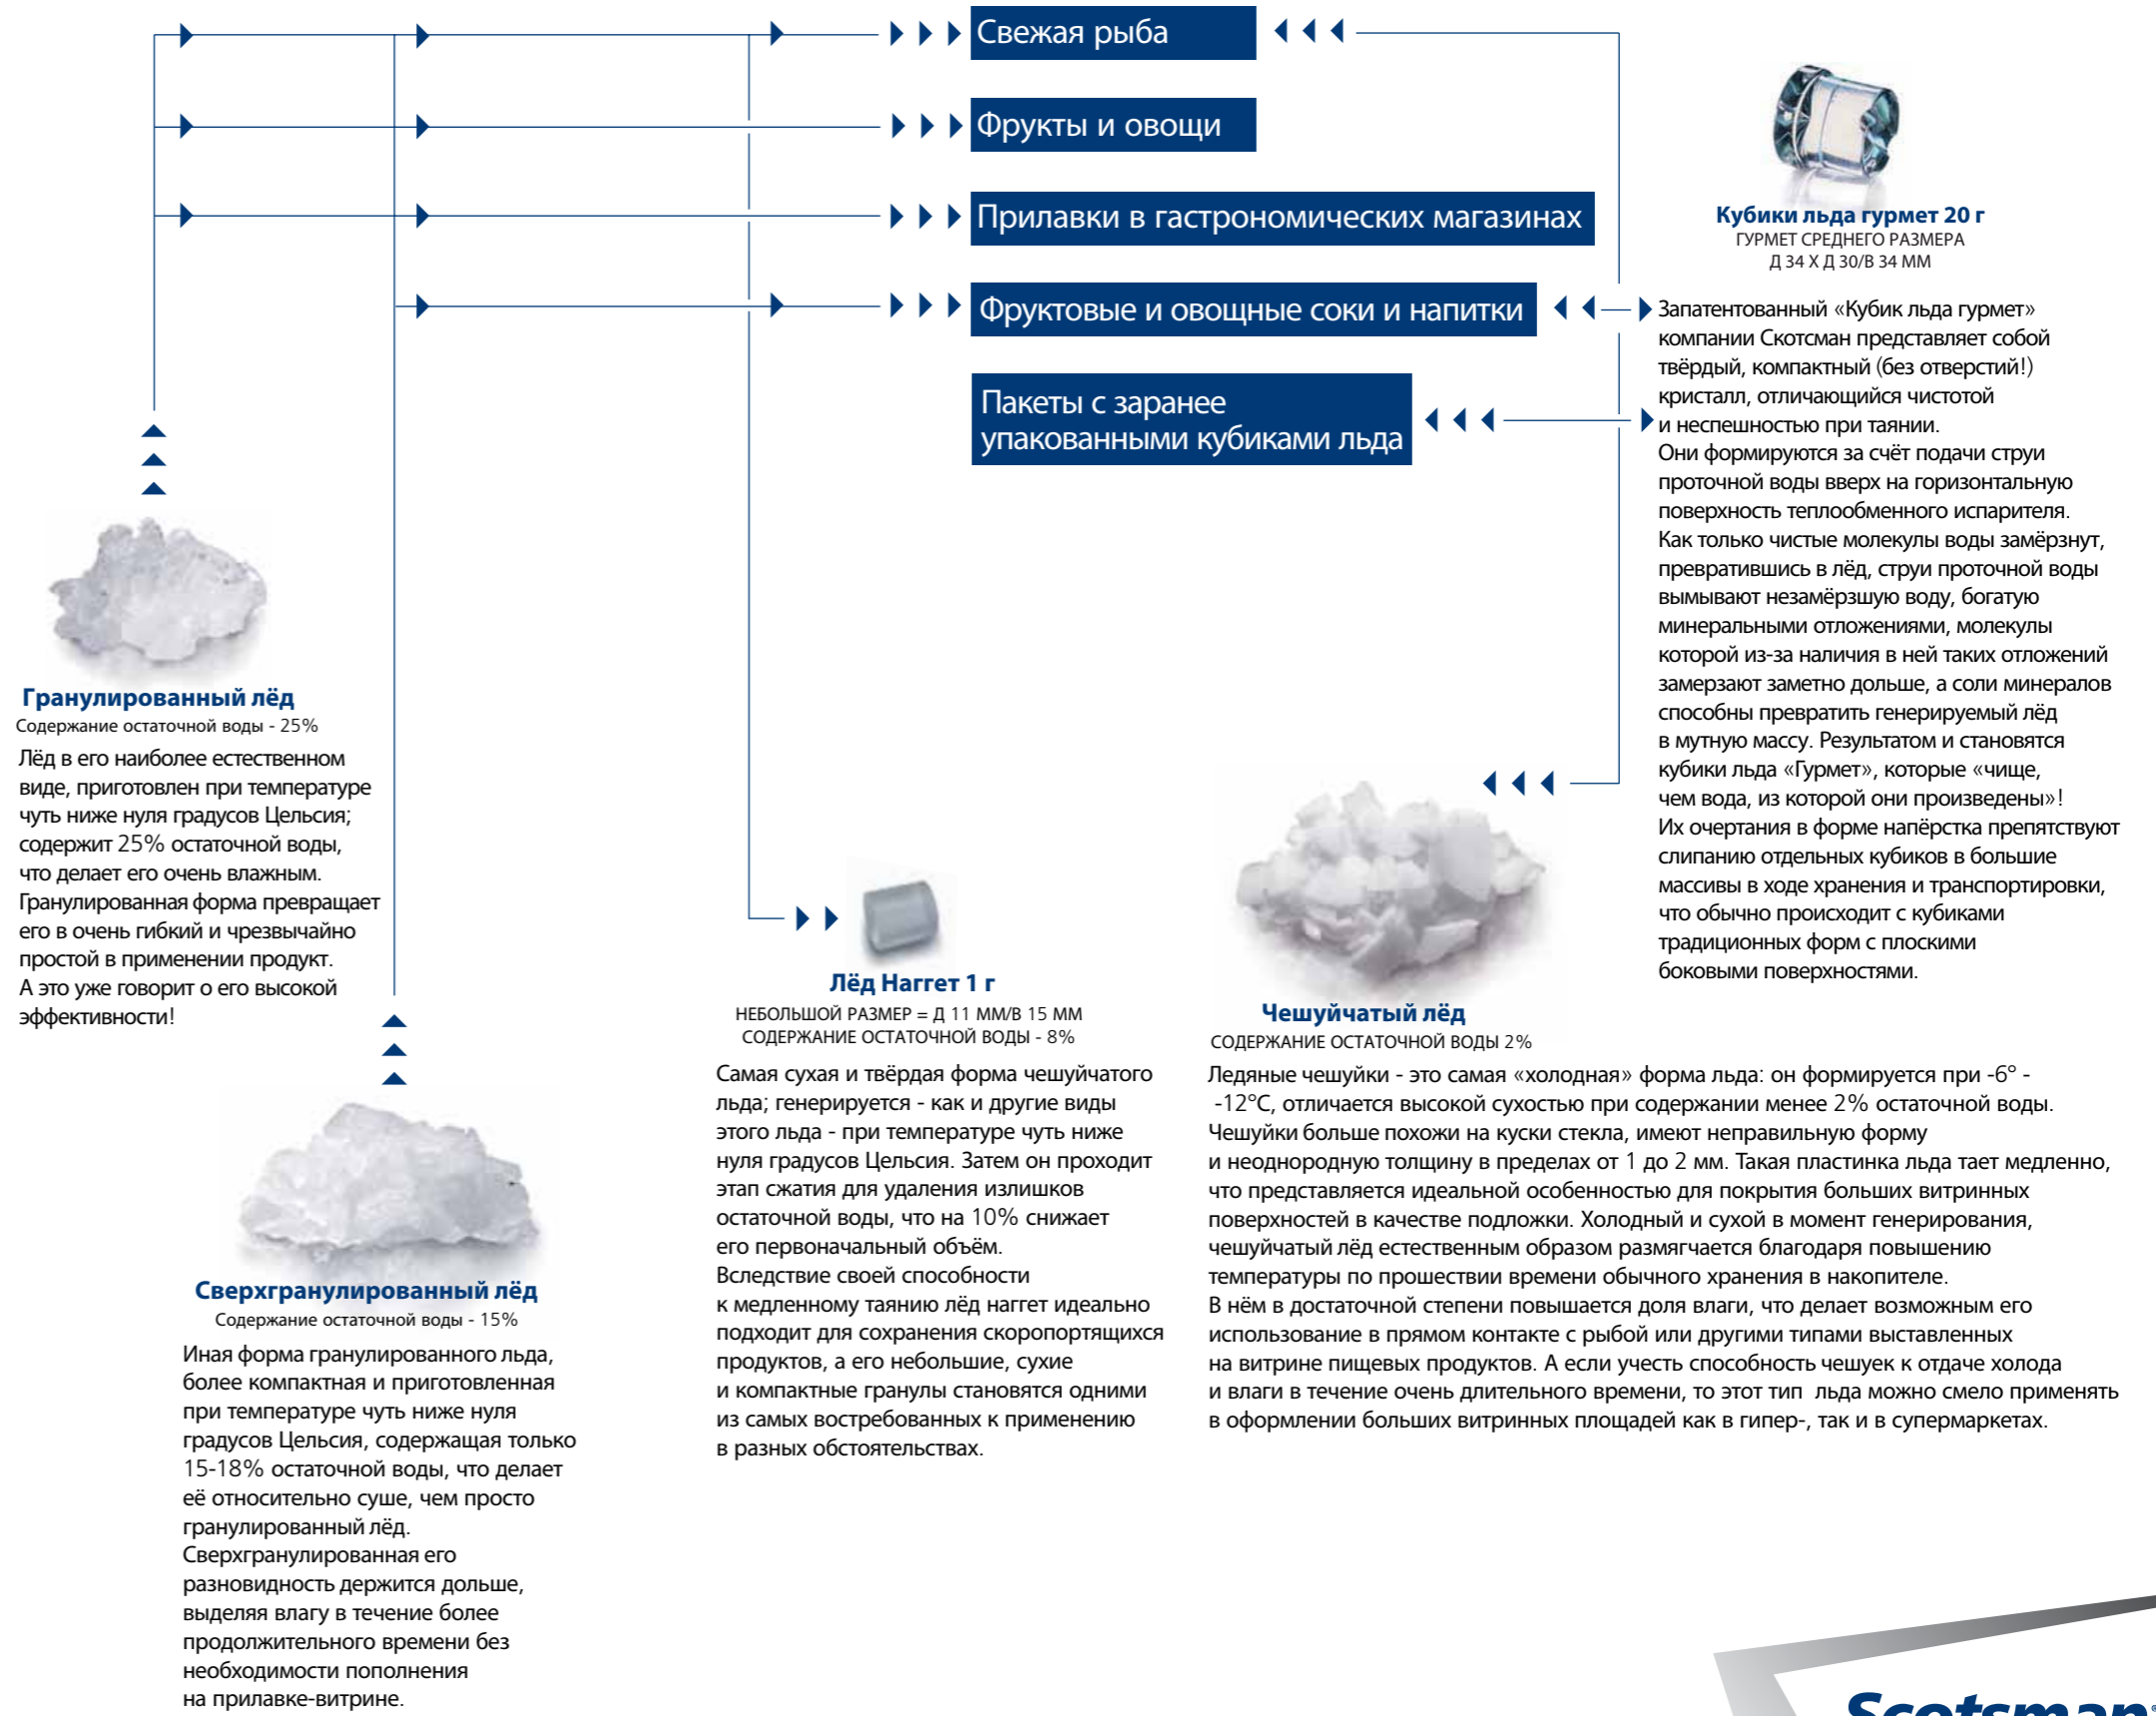 Свежая рыба
Фрукты и овощи
Прилавки в гастрономических магазинах
Фруктовые и овощные соки и напитки
Пакеты с заранее
упакованными кубиками льда
Кубики льда гурмет 20 г
ГУРМЕТ СРЕДНЕГО РАЗМЕРА
Д 34 X Д 30/В 34 ММ
Запатентованный «Кубик льда гурмет»
компании Скотсман представляет собой
твёрдый, компактный (без отверстий!)
кристалл, отличающийся чистотой
и неспешностью при таянии.
Они формируются за счёт подачи струи
проточной воды вверх на горизонтальную
поверхность теплообменного испарителя.
Как только чистые молекулы воды замёрзнут,
превратившись в лёд, струи проточной воды
вымывают незамёрзшую воду, богатую
минеральными отложениями, молекулы
которой из-за наличия в ней таких отложений
замерзают заметно дольше, а соли минералов
способны превратить генерируемый лёд
в мутную массу. Результатом и становятся
кубики льда «Гурмет», которые «чище,
чем вода, из которой они произведены»!
Их очертания в форме напёрстка препятствуют
слипанию отдельных кубиков в большие
массивы в ходе хранения и транспортировки,
что обычно происходит с кубиками
традиционных форм с плоскими
боковыми поверхностями.
Гранулированный лёд
Содержание остаточной воды - 25%
Лёд в его наиболее естественном
виде, приготовлен при температуре
чуть ниже нуля градусов Цельсия;
содержит 25% остаточной воды,
что делает его очень влажным.
Гранулированная форма превращает
его в очень гибкий и чрезвычайно
простой в применении продукт.
А это уже говорит о его высокой
эффективности!
Сверхгранулированный лёд
Содержание остаточной воды - 15%
Иная форма гранулированного льда,
более компактная и приготовленная
при температуре чуть ниже нуля
градусов Цельсия, содержащая только
15-18% остаточной воды, что делает
её относительно суше, чем просто
гранулированный лёд.
Сверхгранулированная его
разновидность держится дольше,
выделяя влагу в течение более
продолжительного времени без
необходимости пополнения
на прилавке-витрине.
Лёд Наггет 1 г
НЕБОЛЬШОЙ РАЗМЕР = Д 11 ММ/В 15 ММ
СОДЕРЖАНИЕ ОСТАТОЧНОЙ ВОДЫ - 8%
Самая сухая и твёрдая форма чешуйчатого
льда; генерируется - как и другие виды
этого льда - при температуре чуть ниже
нуля градусов Цельсия. Затем он проходит
этап сжатия для удаления излишков
остаточной воды, что на 10% снижает
его первоначальный объём.
Вследствие своей способности
к медленному таянию лёд наггет идеально
подходит для сохранения скоропортящихся
продуктов, а его небольшие, сухие
и компактные гранулы становятся одними
из самых востребованных к применению
в разных обстоятельствах.
Чешуйчатый лёд
СОДЕРЖАНИЕ ОСТАТОЧНОЙ ВОДЫ 2%
Ледяные чешуйки - это самая «холодная» форма льда: он формируется при -6° -
-12°C, отличается высокой сухостью при содержании менее 2% остаточной воды.
Чешуйки больше похожи на куски стекла, имеют неправильную форму
и неоднородную толщину в пределах от 1 до 2 мм. Такая пластинка льда тает медленно,
что представляется идеальной особенностью для покрытия больших витринных
поверхностей в качестве подложки. Холодный и сухой в момент генерирования,
чешуйчатый лёд естественным образом размягчается благодаря повышению
температуры по прошествии времени обычного хранения в накопителе.
В нём в достаточной степени повышается доля влаги, что делает возможным его
использование в прямом контакте с рыбой или другими типами выставленных
на витрине пищевых продуктов. А если учесть способность чешуек к отдаче холода
и влаги в течение очень длительного времени, то этот тип льда можно смело применять
в оформлении больших витринных площадей как в гипер-, так и в супермаркетах.
Scotsman®